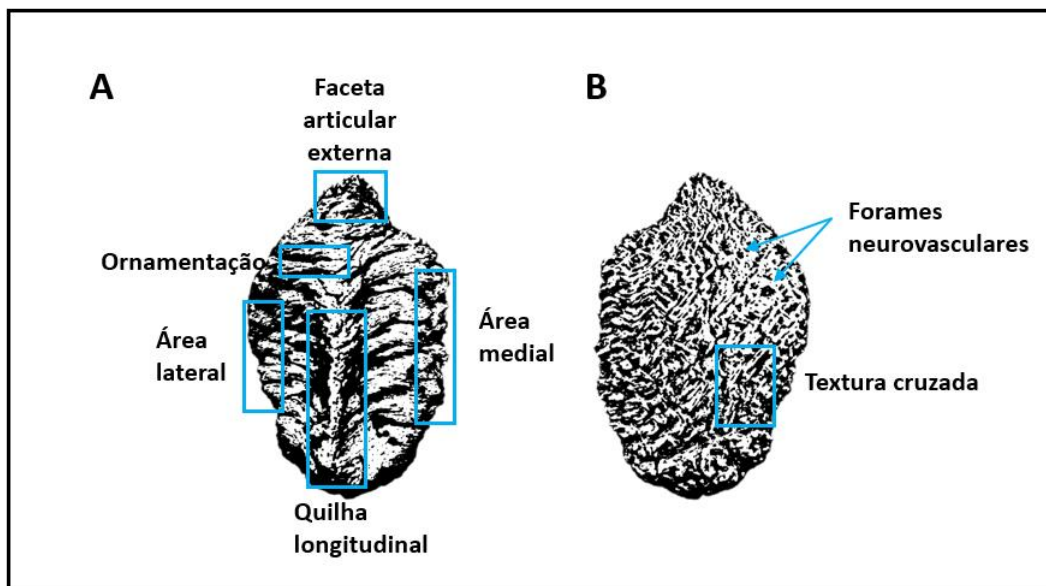 A
Faceta
articular
externa
Ornamentação
Área
lateral
Área
medial
Quilha
longitudinal
B
Forames
neurovasculares
Textura cruzada